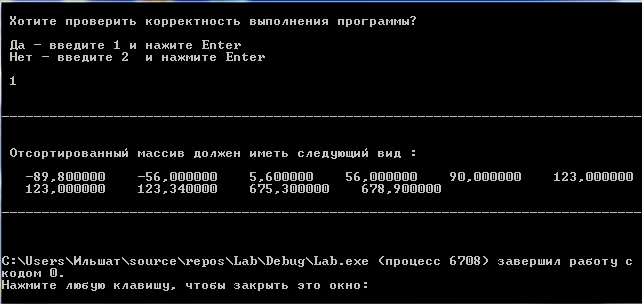 Хотите проверить корректность выполнения программы?
Да - введите 1 и нажите Enter
Нет - введите 2  и нажмите Enter
1
Отсортированный массив должен иметь следующий вид :
-89,800000 -56,000000 5,600000 56,000000 90,000000 123,000000
123,000000 123,340000 675,300000 678,900000
C:\Users\Ильшат\source\repos\Lab\Debug\Lab.exe (процесс 6708) завершил работу с
кодом 0.
Нажмите любую клавишу, чтобы закрыть это окно: